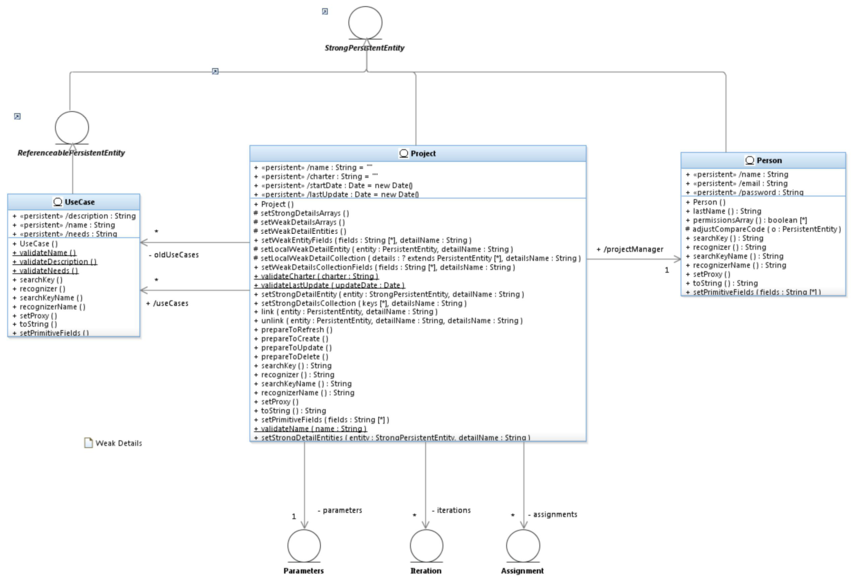 StrongPersistentEntity
ReferenceablePersistentEntity
UseCase
+ «persistent» /description : String
+ «persistent» /name : String
+ «persistent» /needs : String
+ UseCase ( )
+ validateName ( )
+ validateDescription ( )
+ validateNeeds ( )
+ searchKey ( )
+ recognizer ( )
+ searchKeyName ( )
+ recognizerName ( )
+ setProxy ( )
+ toString ( )
+ setPrimitiveFields ( )
*
- oldUseCases
*
+ /useCases
Project
+ «persistent» /name : String = ""
+ «persistent» /charter : String = ""
+ «persistent» /startDate : Date = new Date()
+ «persistent» /lastUpdate : Date = new Date()
+ Project ( )
# setStrongDetailsArrays ( )
# setWeakDetailsArrays ( )
# setWeakDetailEntities ( )
+ setWeakEntityFields ( fields : String [*], detailName : String )
# setLocalWeakDetailEntity ( entity : PersistentEntity, detailName : String )
# setLocalWeakDetailCollection ( details : ? extends PersistentEntity [*], detailsName : String )
+ setWeakDetailsCollectionFields ( fields : String [*], detailsName : String )
+ validateCharter ( charter : String )
+ validateLastUpdate ( updateDate : Date )
+ setStrongDetailEntity ( entity : StrongPersistentEntity, detailName : String )
+ setStrongDetailsCollection ( keys [*], detailsName : String )
+ link ( entity : PersistentEntity, detailName : String )
+ unlink ( entity : PersistentEntity, detailName : String, detailsName : String )
+ prepareToRefresh ( )
+ prepareToCreate ( )
+ prepareToUpdate ( )
+ prepareToDelete ( )
+ searchKey ( ) : String
+ recognizer ( ) : String
+ searchKeyName ( ) : String
+ recognizerName ( ) : String
+ setProxy ( )
+ toString ( ) : String
+ setPrimitiveFields ( fields : String [*] )
+ validateName ( name : String )
+ setStrongDetailEntities ( entity : StrongPersistentEntity, detailName : String )
+ /projectManager
1
Person
+ «persistent» /name : String
+ «persistent» /email : String
+ «persistent» /password : String
+ Person ( )
+ lastName ( ) : String
+ permissionsArray ( ) : boolean [*]
# adjustCompareCode ( o : PersistentEntity )
+ searchKey ( ) : String
+ recognizer ( ) : String
+ searchKeyName ( ) : String
+ recognizerName ( ) : String
+ setProxy ( )
+ toString ( ) : String
+ setPrimitiveFields ( fields : String [*] )
Weak Details
1
- parameters
*
- iterations
*
- assignments
Parameters
Iteration
Assignment